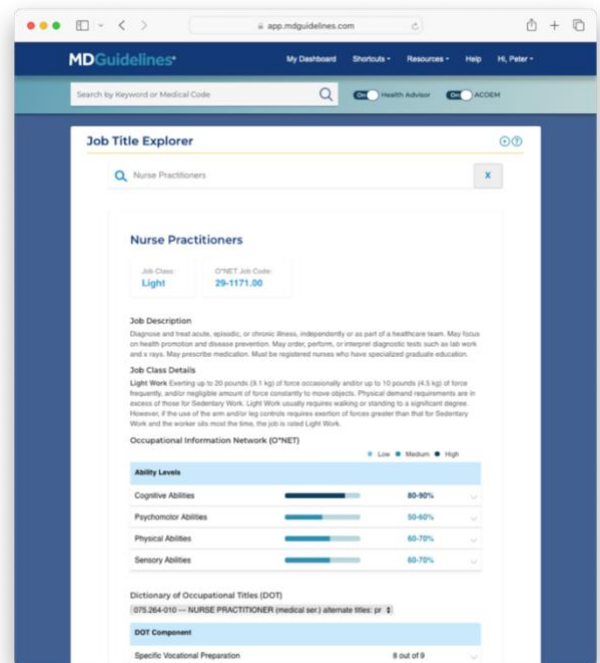 app.mdguidelines.com
MDGuidelines®
My Dashboard Shortcuts Resources Help Hi, Peter
Search by Keyword or Medical Code
On Health Advisor On ACOEM
Job Title Explorer
Nurse Practitioners X
Nurse Practitioners
Job Class: O*NET Job Code:
Light 29-1171.00
Job Description
Diagnose and treat acute, episodic, or chronic illness, independently or as part of a healthcare team. May focus
on health promotion and disease prevention. May order, perform, or interpret diagnostic tests such as lab work
and x rays. May prescribe medication. Must be registered nurses who have specialized graduate education.
Job Class Details
Light Work Exerting up to 20 pounds (9.1 kg) of force occasionally and/or up to 10 pounds (4.5 kg) of force
frequently, and/or negligible amount of force constantly to move objects. Physical demand requirements are in
excess of those for Sedentary Work. Light Work usually requires walking or standing to a significant degree.
However, if the use of the arm and/or leg controls requires exertion of forces greater than that for Sedentary
Work and the worker sits most the time, the job is rated Light Work.
Occupational Information Network (O*NET)
Low Medium High
Ability Levels
Cognitive Abilities 80-90%
Psychomotor Abilities 50-60%
Physical Abilities 60-70%
Sensory Abilities 60-70%
Dictionary of Occupational Titles (DOT)
075.264-010 --- NURSE PRACTITIONER (medical ser.) alternate titles: pr
DOT Component
Specific Vocational Preparation 8 out of 9